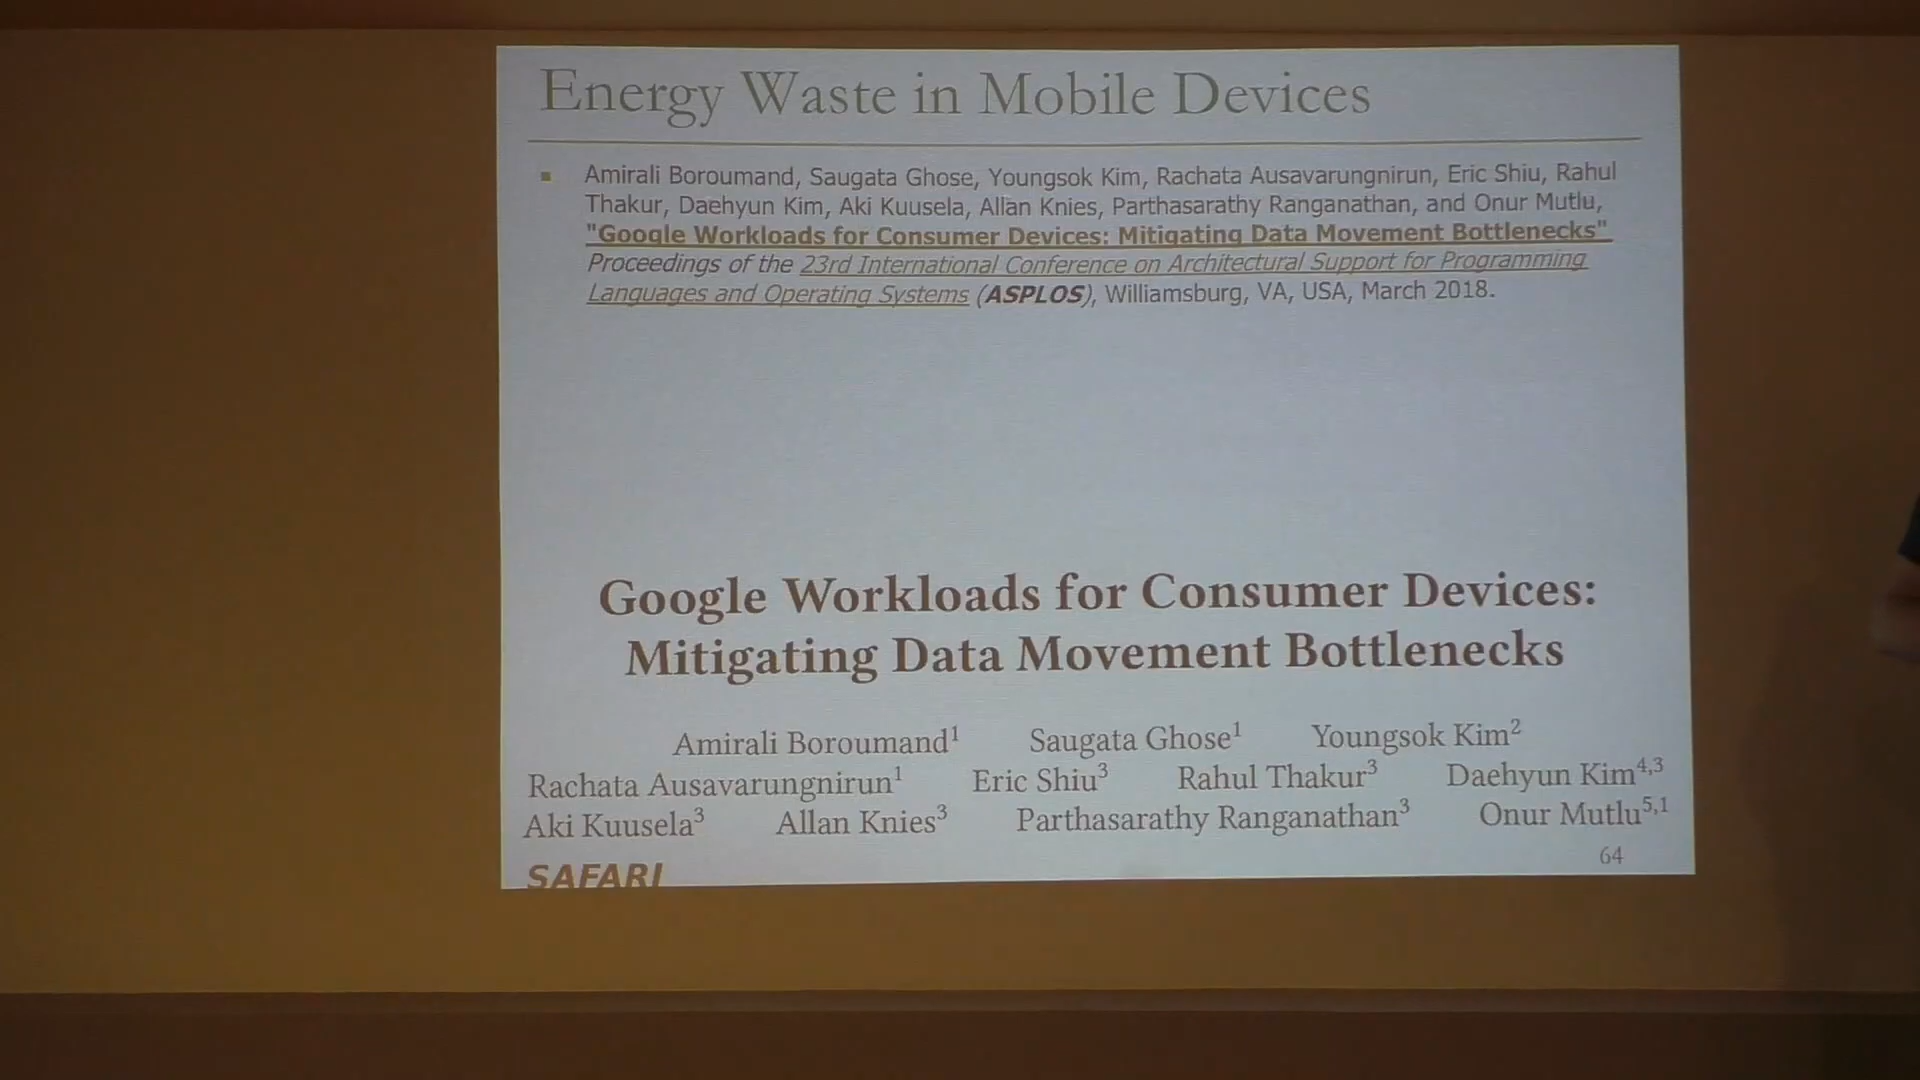 Energy Waste in Mobile Devices
Amirali Boroumand, Saugata Ghose, Youngsok Kim, Rachata Ausavarungnirun, Eric Shiu, Rahul
Thakur, Daehyun Kim, Aki Kuusela, Allan Knies, Parthasarathy Ranganathan, and Onur Mutlu,
"Google Workloads for Consumer Devices: Mitigating Data Movement Bottlenecks"
Proceedings of the 23rd International Conference on Architectural Support for Programming
Languages and Operating Systems (ASPLOS), Williamsburg, VA, USA, March 2018.
Google Workloads for Consumer Devices:
Mitigating Data Movement Bottlenecks
Amirali Boroumand¹ Saugata Ghose¹ Youngsok Kim²
Rachata Ausavarungnirun¹ Eric Shiu³ Rahul Thakur³ Daehyun Kim⁴,³
Aki Kuusela³ Allan Knies³ Parthasarathy Ranganathan³ Onur Mutlu⁵,¹
SAFARI
64